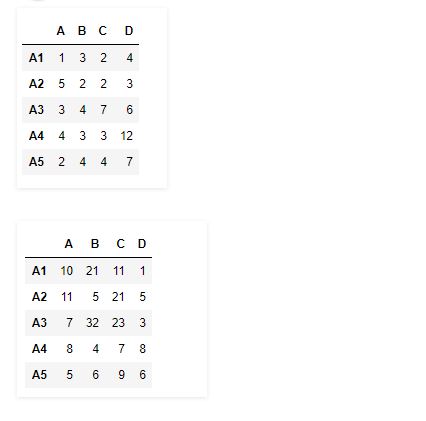 A B C D
A1 1 3 2 4
A2 5 2 2 3
A3 3 4 7 6
A4 4 3 3 12
A5 2 4 4 7
A B C D
A1 10 21 11 1
A2 11 5 21 5
A3 7 32 23 3
A4 8 4 7 8
A5 5 6 9 6